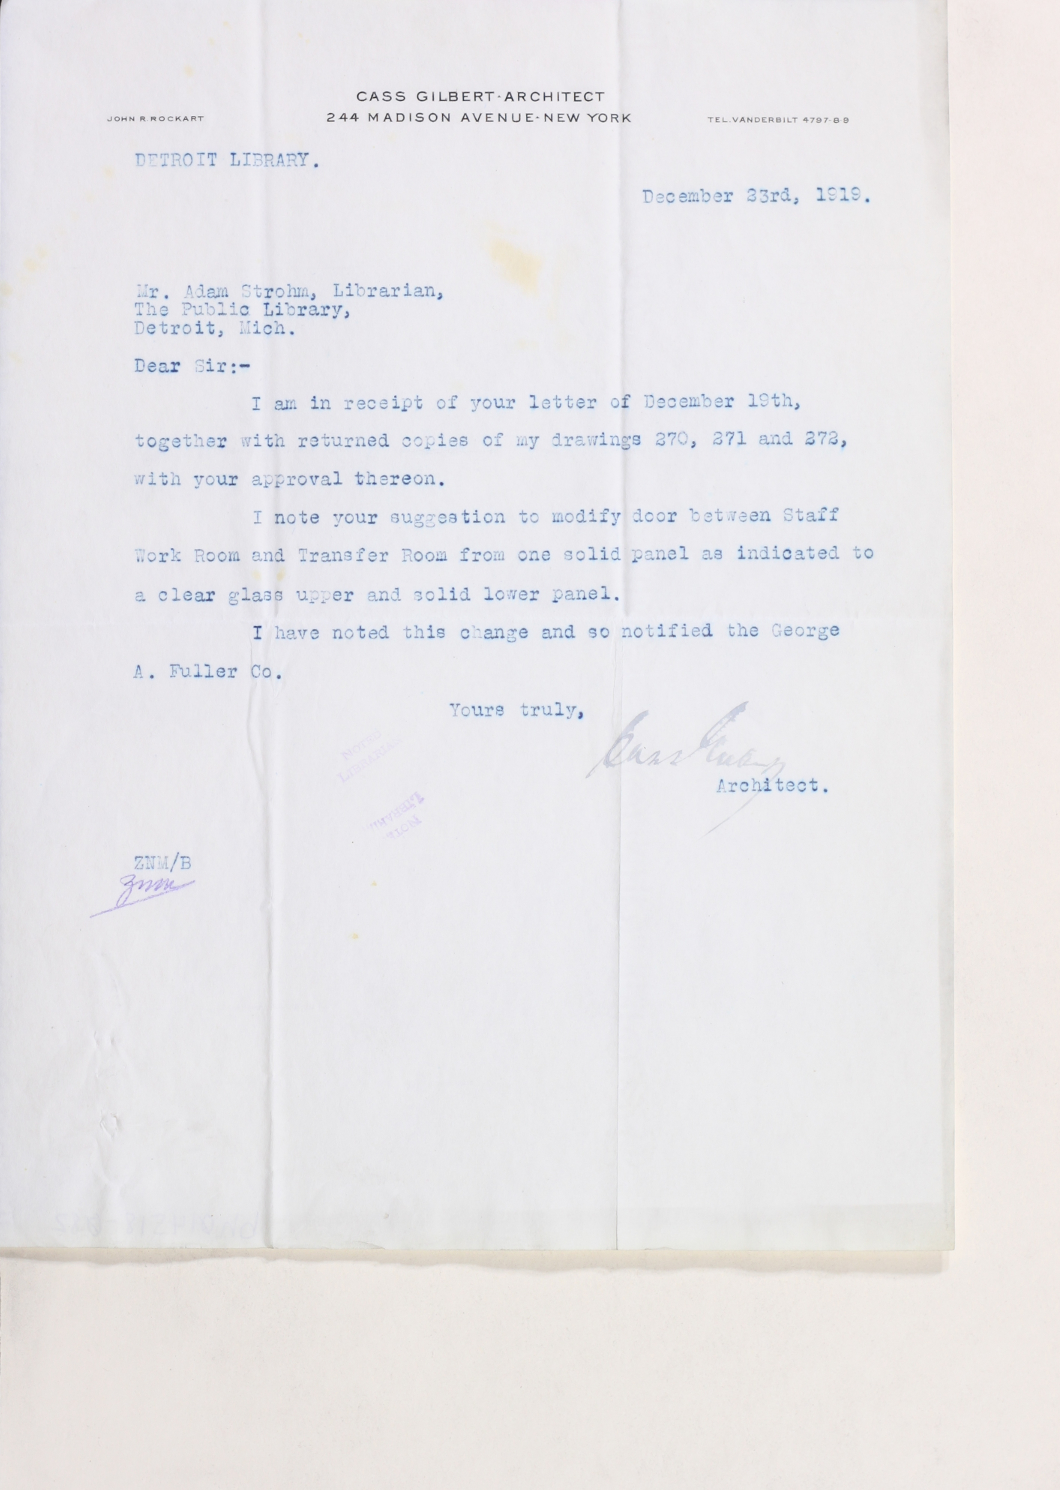 CASS GILBERT-ARCHITECT
JOHN R. ROCKART
244 MADISON AVENUE-NEW YORK
TEL. VANDERBILT 4797-8-9
DETROIT LIBRARY.
December 23rd, 1919.
Mr. Adam Strohm, Librarian,
The Public Library,
Detroit, Mich.
Dear Sir:-
I am in receipt of your letter of December 19th,
together with returned copies of my drawings 270, 271 and 272,
with your approval thereon.
I note your suggestion to modify door between Staff
Work Room and Transfer Room from one solid panel as indicated to
a clear glass upper and solid lower panel.
I have noted this change and so notified the George
A. Fuller Co.
Yours truly,
Cass Gilbert
Architect.
NOTED
LIBRARIAN
ZNM/B
ZNM